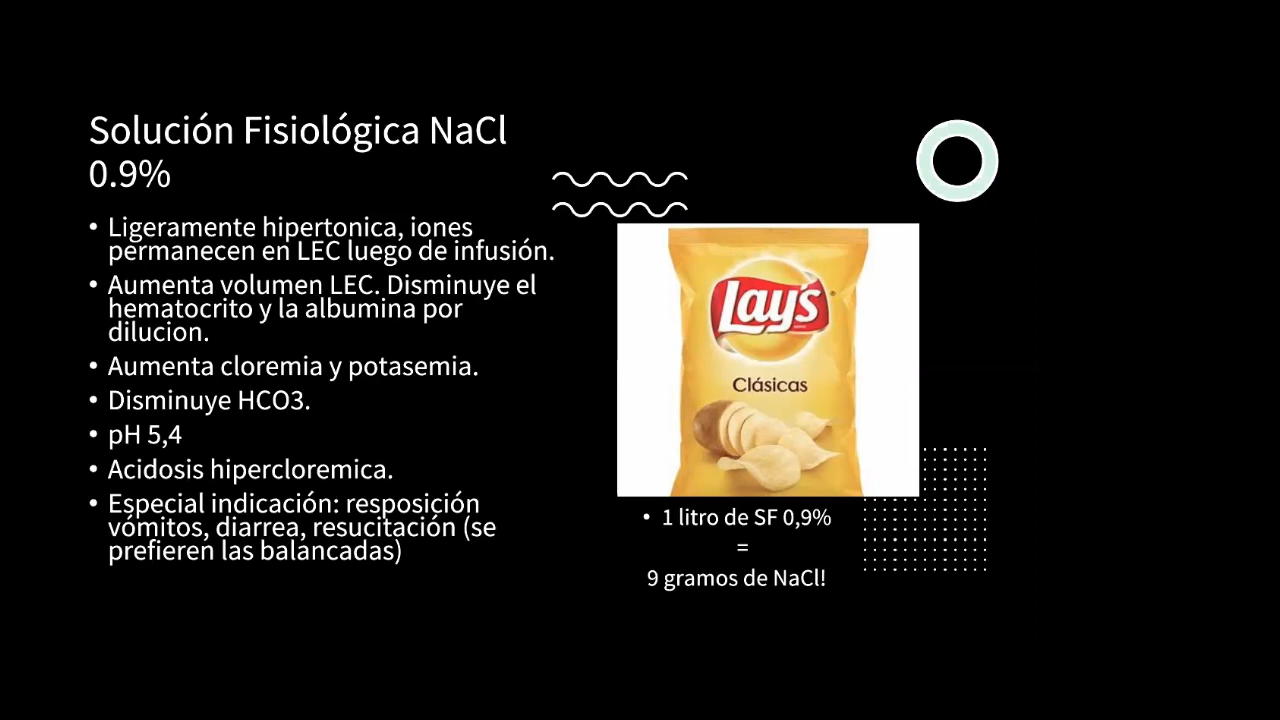 Solución Fisiológica NaCl
0.9%
• Ligeramente hipertonica, iones
permanecen en LEC luego de infusión.
• Aumenta volumen LEC. Disminuye el
hematocrito y la albumina por
dilucion.
• Aumenta cloremia y potasemia.
• Disminuye HCO3.
• pH 5,4
• Acidosis hipercloremica.
• Especial indicación: resposición
vómitos, diarrea, resucitación (se
prefieren las balancadas)
Lay's
Clásicas
• 1 litro de SF 0,9%
=
9 gramos de NaCl!